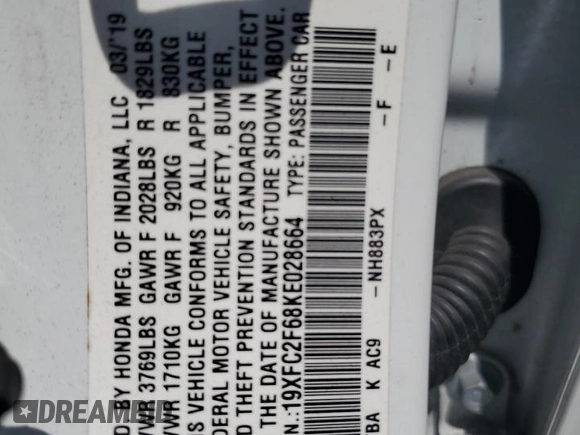 D BY HONDA MFG. OF INDIANA, LLC 03/'19
VWR 3769LBS GAWR F 2028LBS R 1829LBS
VWR 1710KG GAWR F 920KG R 830KG
IS VEHICLE CONFORMS TO ALL APPLICABLE
DERAL MOTOR VEHICLE SAFETY, BUMPER,
D THEFT PREVENTION STANDARDS IN EFFECT
THE DATE OF MANUFACTURE SHOWN ABOVE.
N.:19XFC2F68KE028664 TYPE: PASSENGER CAR
-NH883PX -F -E
BA K AC9
DREAMBID